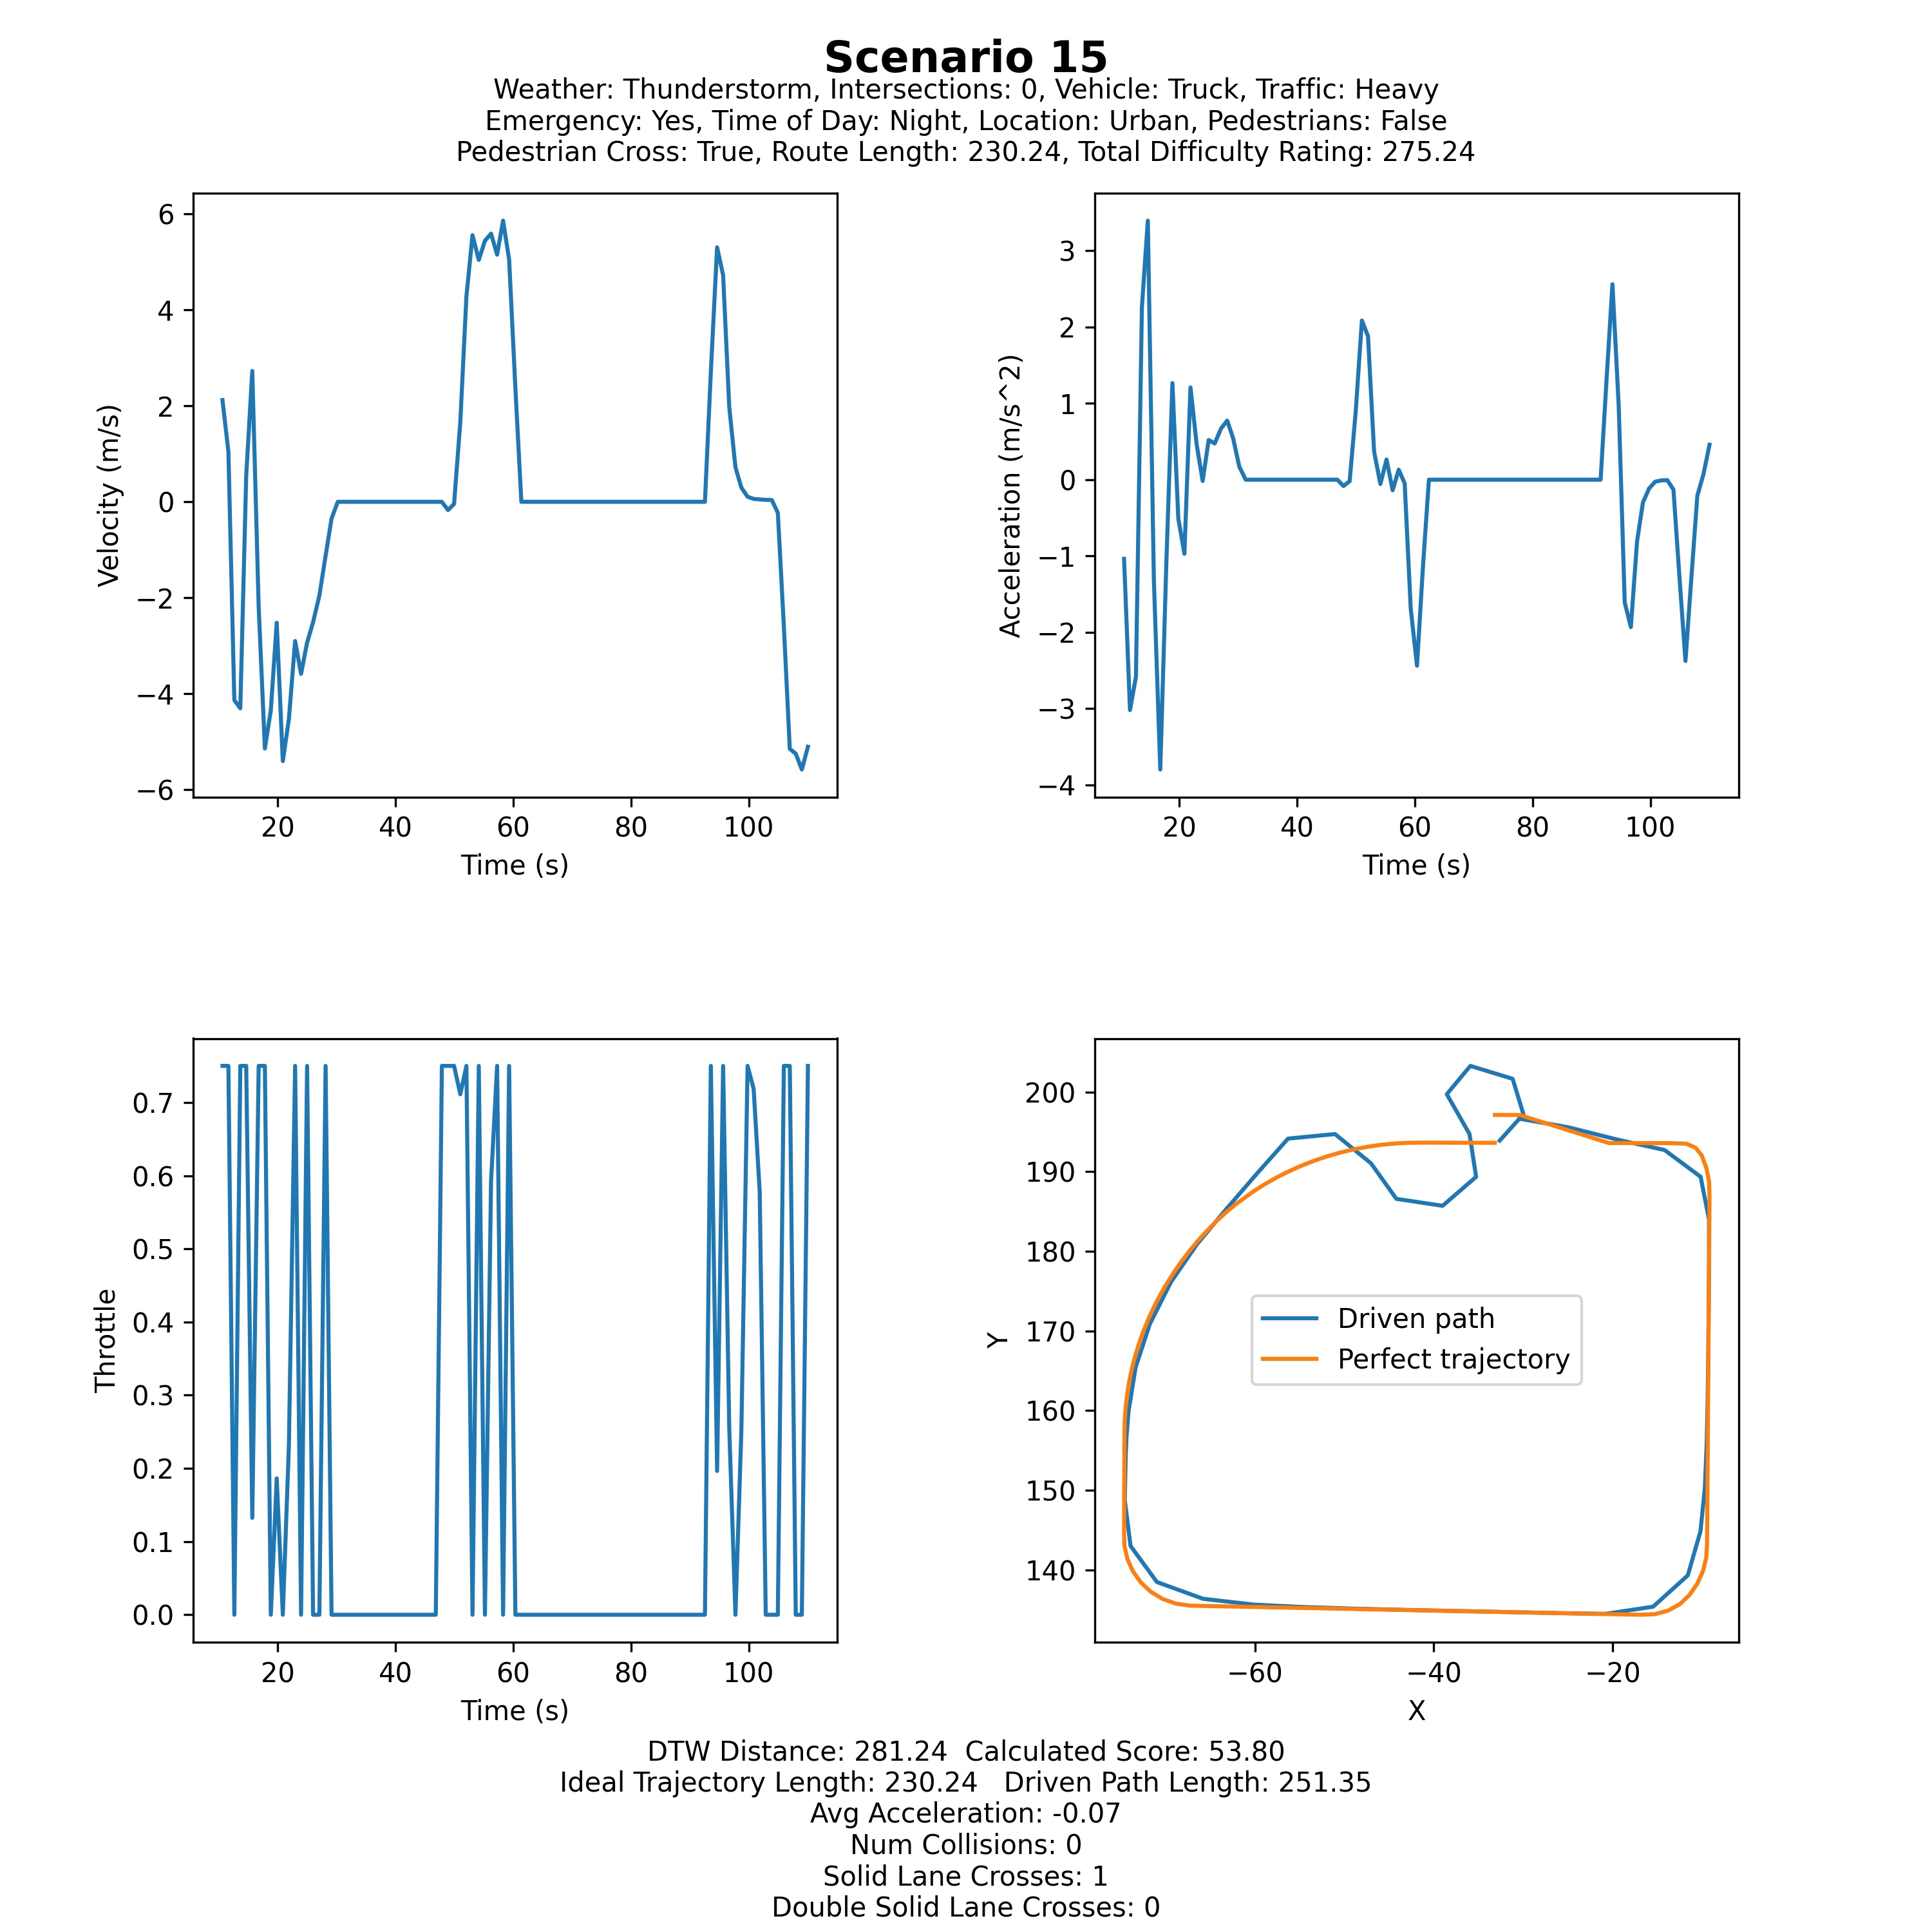 Scenario 15
Weather: Thunderstorm, Intersections: 0, Vehicle: Truck, Traffic: Heavy
Emergency: Yes, Time of Day: Night, Location: Urban, Pedestrians: False
Pedestrian Cross: True, Route Length: 230.24, Total Difficulty Rating: 275.24
6
4
2
0
−2
−4
−6
Velocity (m/s)
20 40 60 80 100
Time (s)
3
2
1
0
−1
−2
−3
−4
Acceleration (m/s^2)
20 40 60 80 100
Time (s)
0.7
0.6
0.5
0.4
0.3
0.2
0.1
0.0
Throttle
20 40 60 80 100
Time (s)
200
190
180
170
160
150
140
Y
Driven path
Perfect trajectory
−60 −40 −20
X
DTW Distance: 281.24 Calculated Score: 53.80
Ideal Trajectory Length: 230.24 Driven Path Length: 251.35
Avg Acceleration: -0.07
Num Collisions: 0
Solid Lane Crosses: 1
Double Solid Lane Crosses: 0